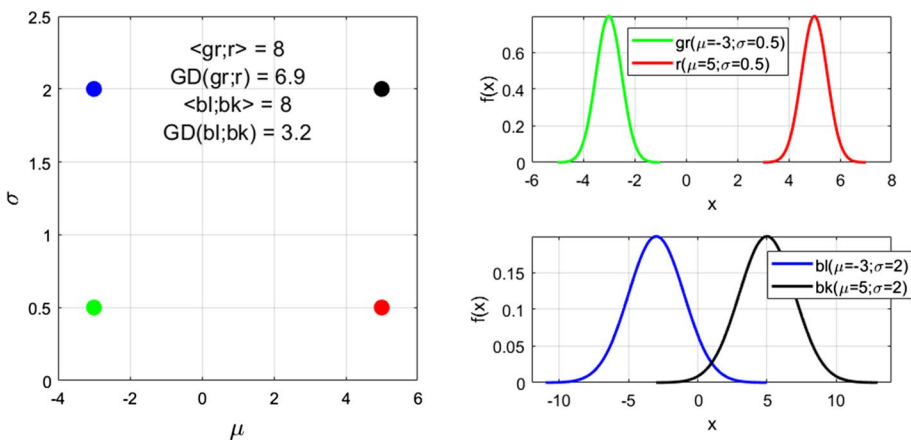 2.5
2
1.5
1
0.5
0
σ
-4 -2 0 2 4 6
μ
<gr;r> = 8
GD(gr;r) = 6.9
<bl;bk> = 8
GD(bl;bk) = 3.2
0.8
0.6
0.4
0.2
0
f(x)
gr(μ=-3;σ=0.5)
r(μ=5;σ=0.5)
-6 -4 -2 0 2 4 6 8
x
0.15
0.1
0.05
0
f(x)
bl(μ=-3;σ=2)
bk(μ=5;σ=2)
-10 -5 0 5 10
x